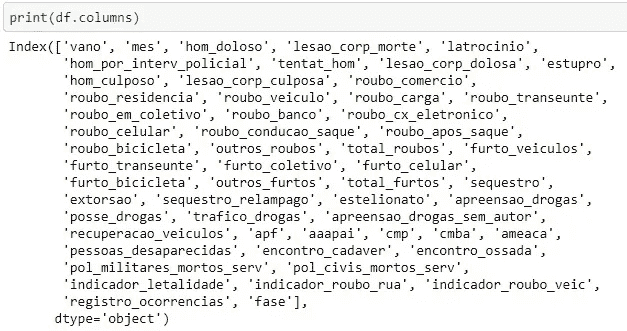 print(df.columns)
Index(['vano', 'mes', 'hom_doloso', 'lesao_corp_morte', 'latrocinio',
'hom_por_interv_policial', 'tentat_hom', 'lesao_corp_dolosa', 'estupro',
'hom_culposo', 'lesao_corp_culposa', 'roubo_comercio',
'roubo_residencia', 'roubo_veiculo', 'roubo_carga', 'roubo_transeunte',
'roubo_em_coletivo', 'roubo_banco', 'roubo_cx_eletronico',
'roubo_celular', 'roubo_conducao_saque', 'roubo_apos_saque',
'roubo_bicicleta', 'outros_roubos', 'total_roubos', 'furto_veiculos',
'furto_transeunte', 'furto_coletivo', 'furto_celular',
'furto_bicicleta', 'outros_furtos', 'total_furtos', 'sequestro',
'extorsao', 'sequestro_relampago', 'estelionato', 'apreensao_drogas',
'posse_drogas', 'trafico_drogas', 'apreensao_drogas_sem_autor',
'recuperacao_veiculos', 'apf', 'aaapai', 'cmp', 'cmba', 'ameaca',
'pessoas_desaparecidas', 'encontro_cadaver', 'encontro_ossada',
'pol_militares_mortos_serv', 'pol_civis_mortos_serv',
'indicador_letalidade', 'indicador_roubo_rua', 'indicador_roubo_veic',
'registro_ocorrencias', 'fase'],
dtype='object')